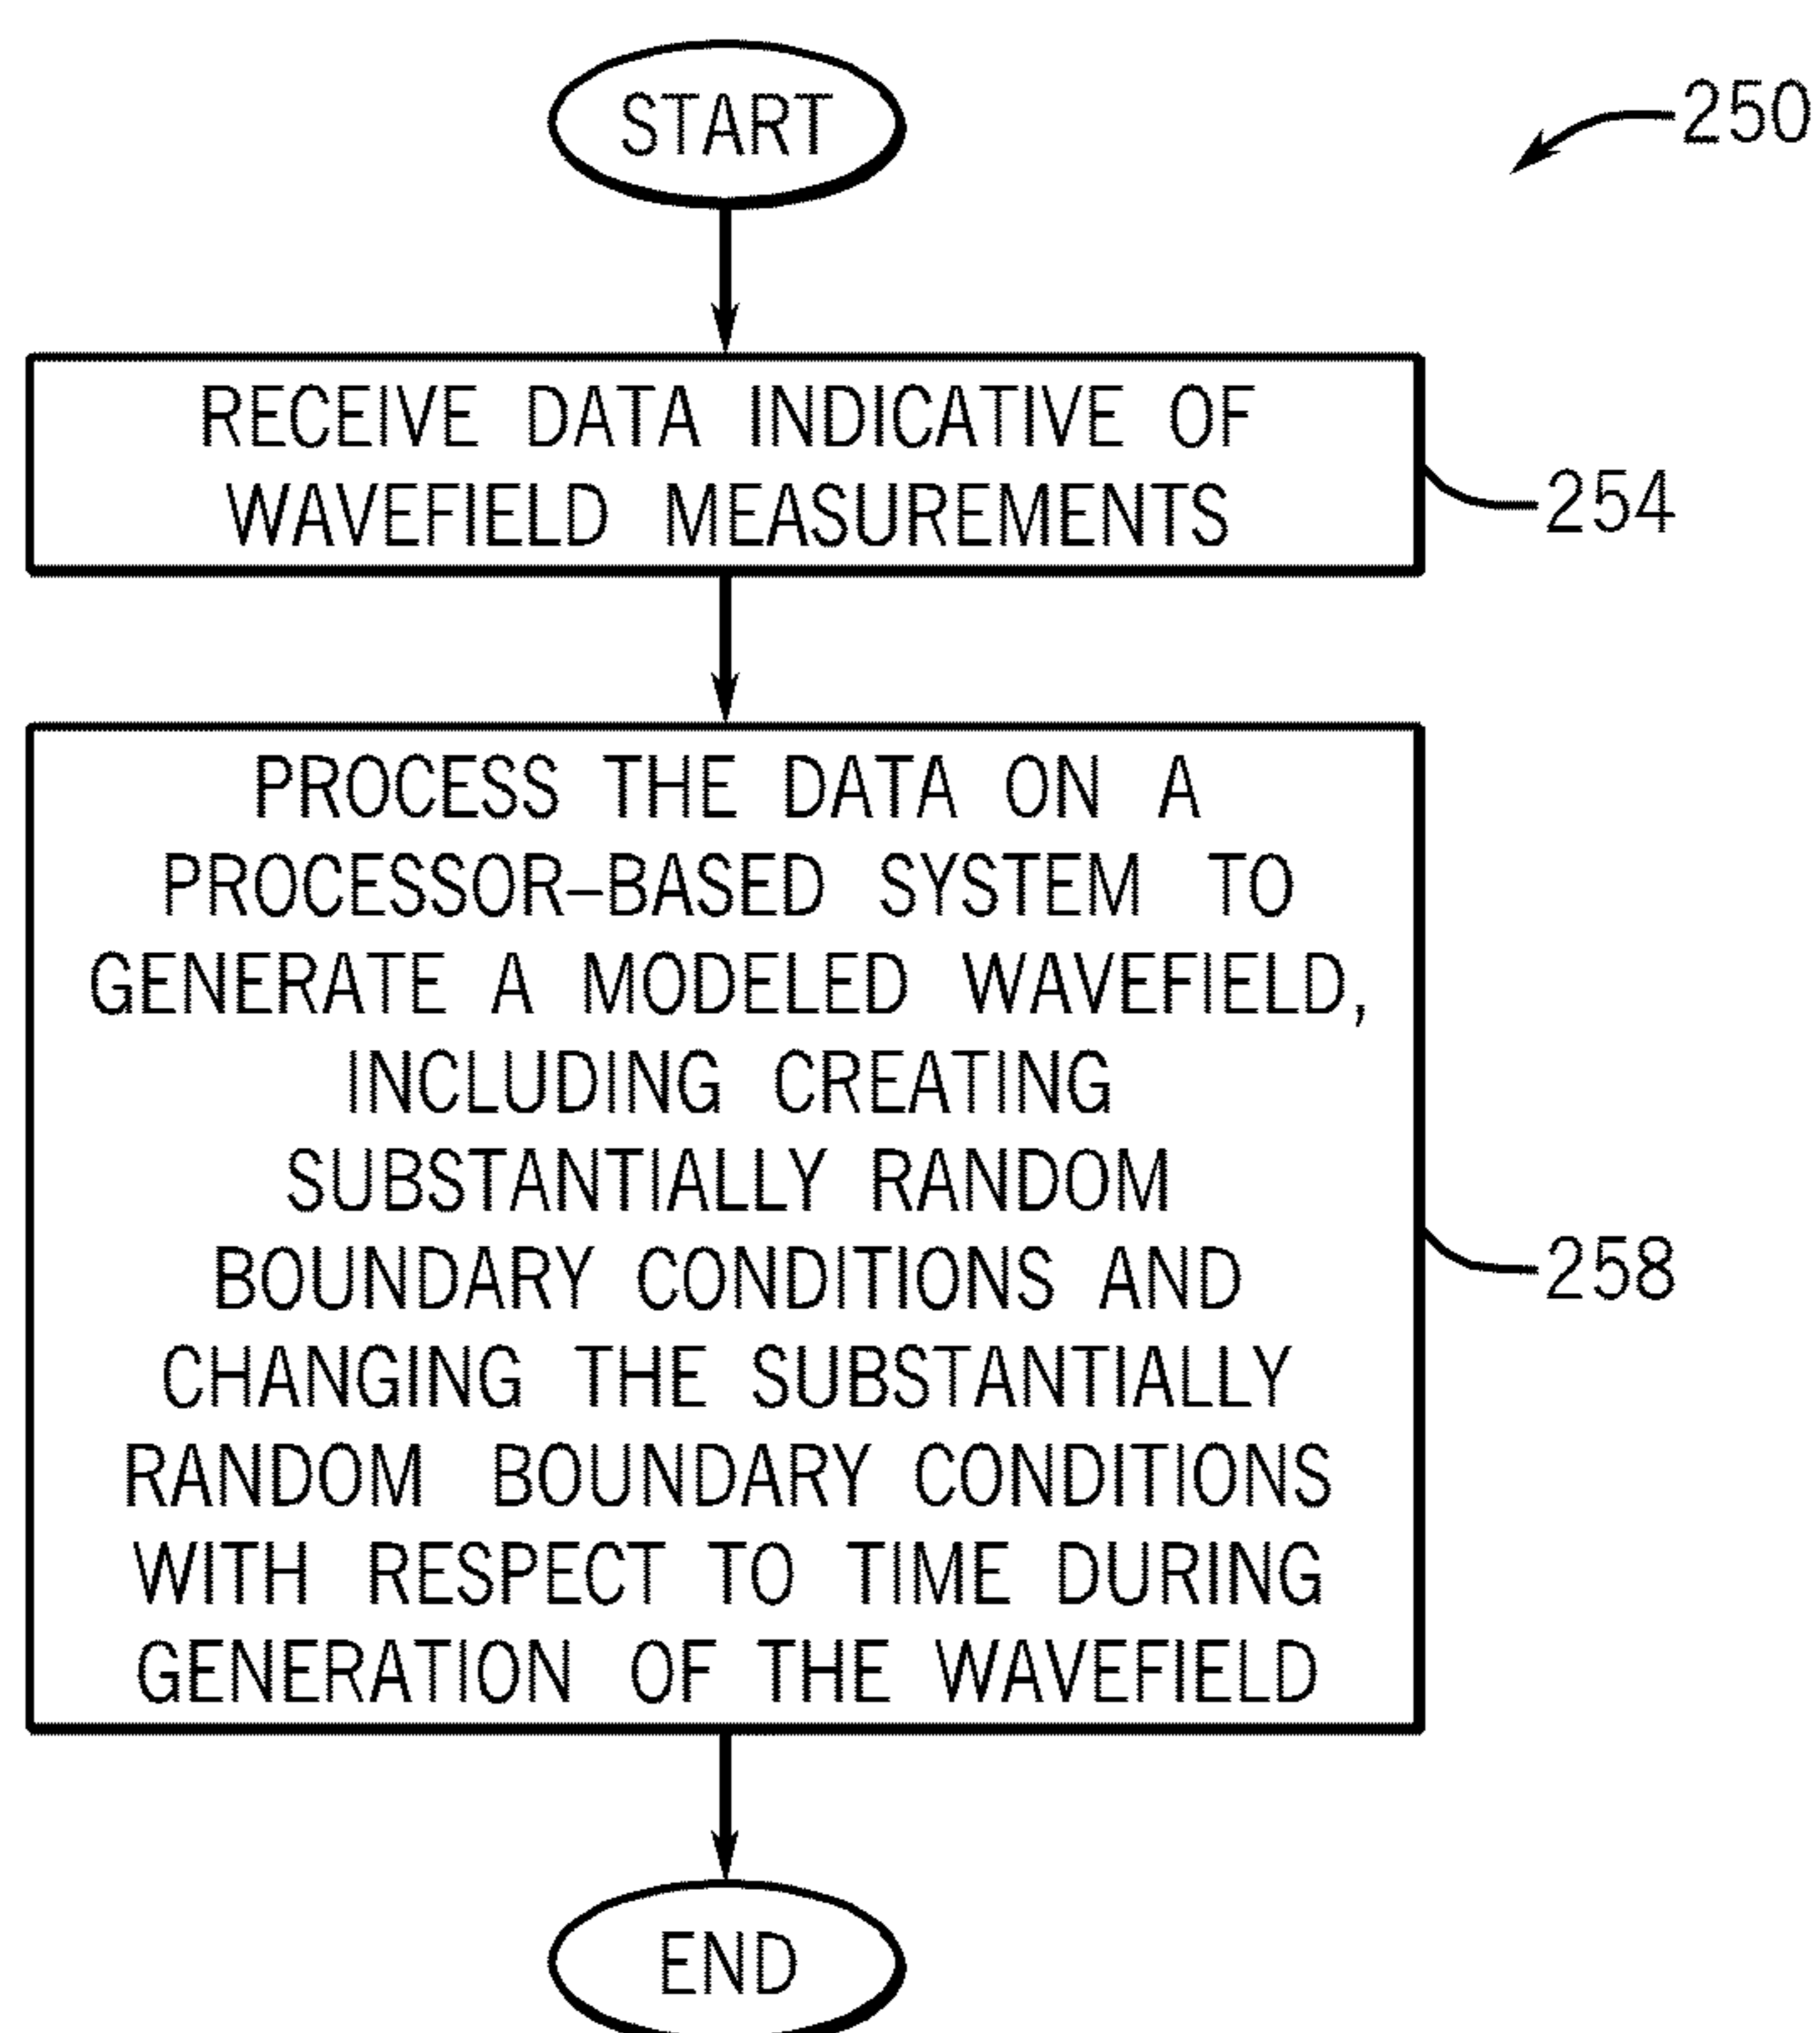 START
250
RECEIVE DATA INDICATIVE OF
WAVEFIELD MEASUREMENTS
254
PROCESS THE DATA ON A
PROCESSOR–BASED SYSTEM TO
GENERATE A MODELED WAVEFIELD,
INCLUDING CREATING
SUBSTANTIALLY RANDOM
BOUNDARY CONDITIONS AND
CHANGING THE SUBSTANTIALLY
RANDOM BOUNDARY CONDITIONS
WITH RESPECT TO TIME DURING
GENERATION OF THE WAVEFIELD
258
END